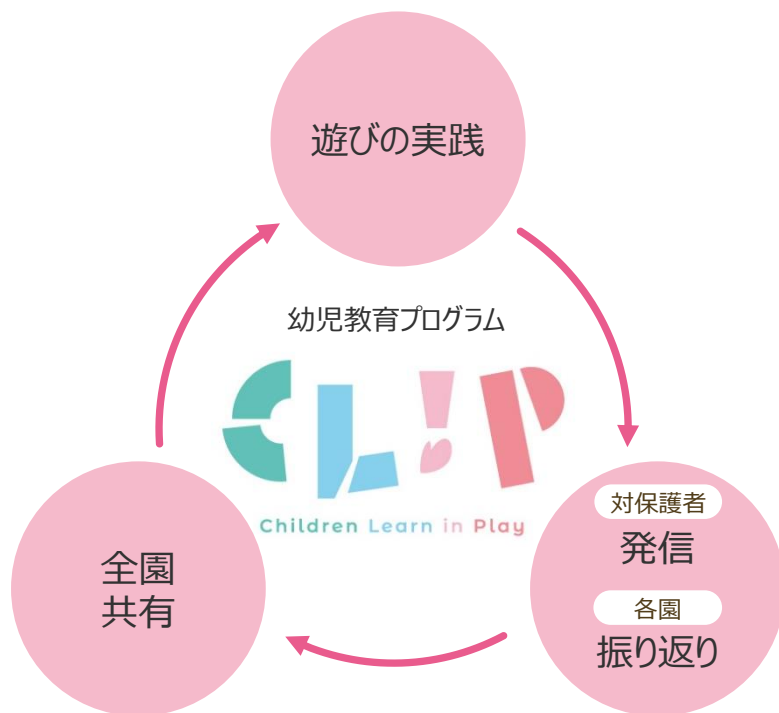 遊びの実践
幼児教育プログラム
CL!P
Children Learn in Play
対保護者
発信
各園
振り返り
全園
共有